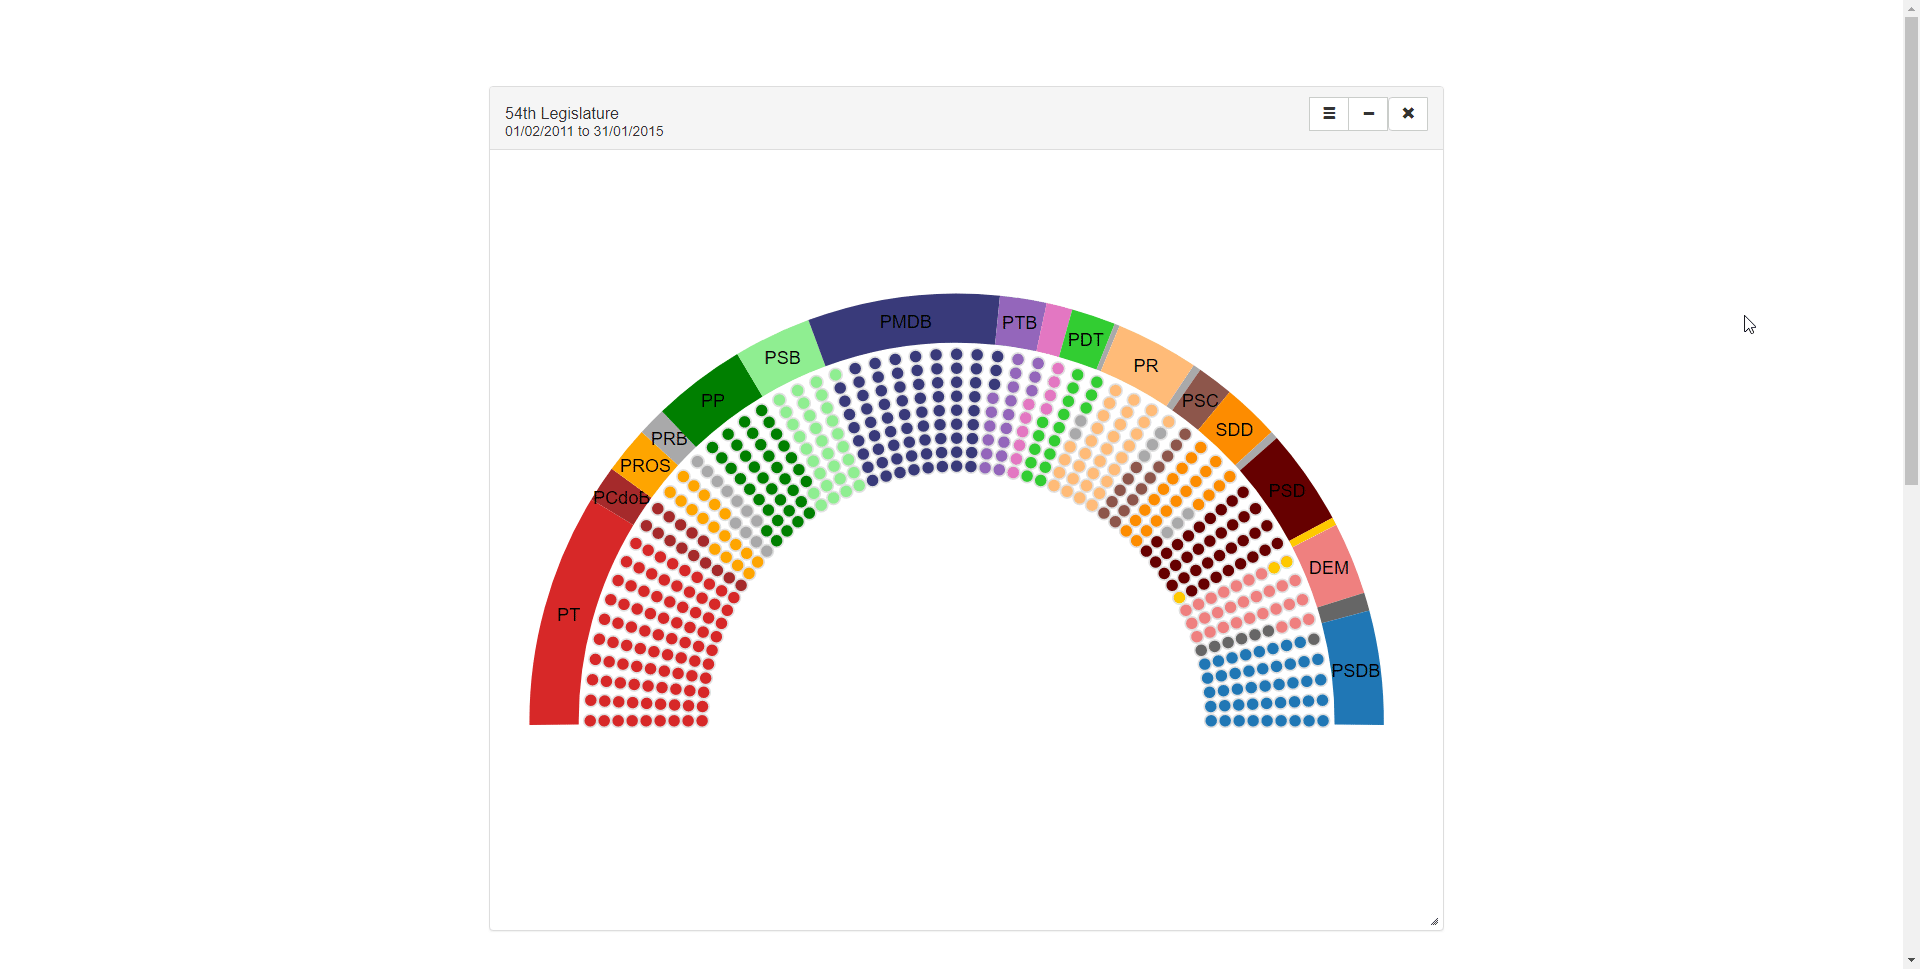 54th Legislature
01/02/2011 to 31/01/2015
PMDB
PTB
PDT
PSB
PR
PP
PSC
SDD
PRB
PROS
PSD
PCdoB
DEM
PT
PSDB